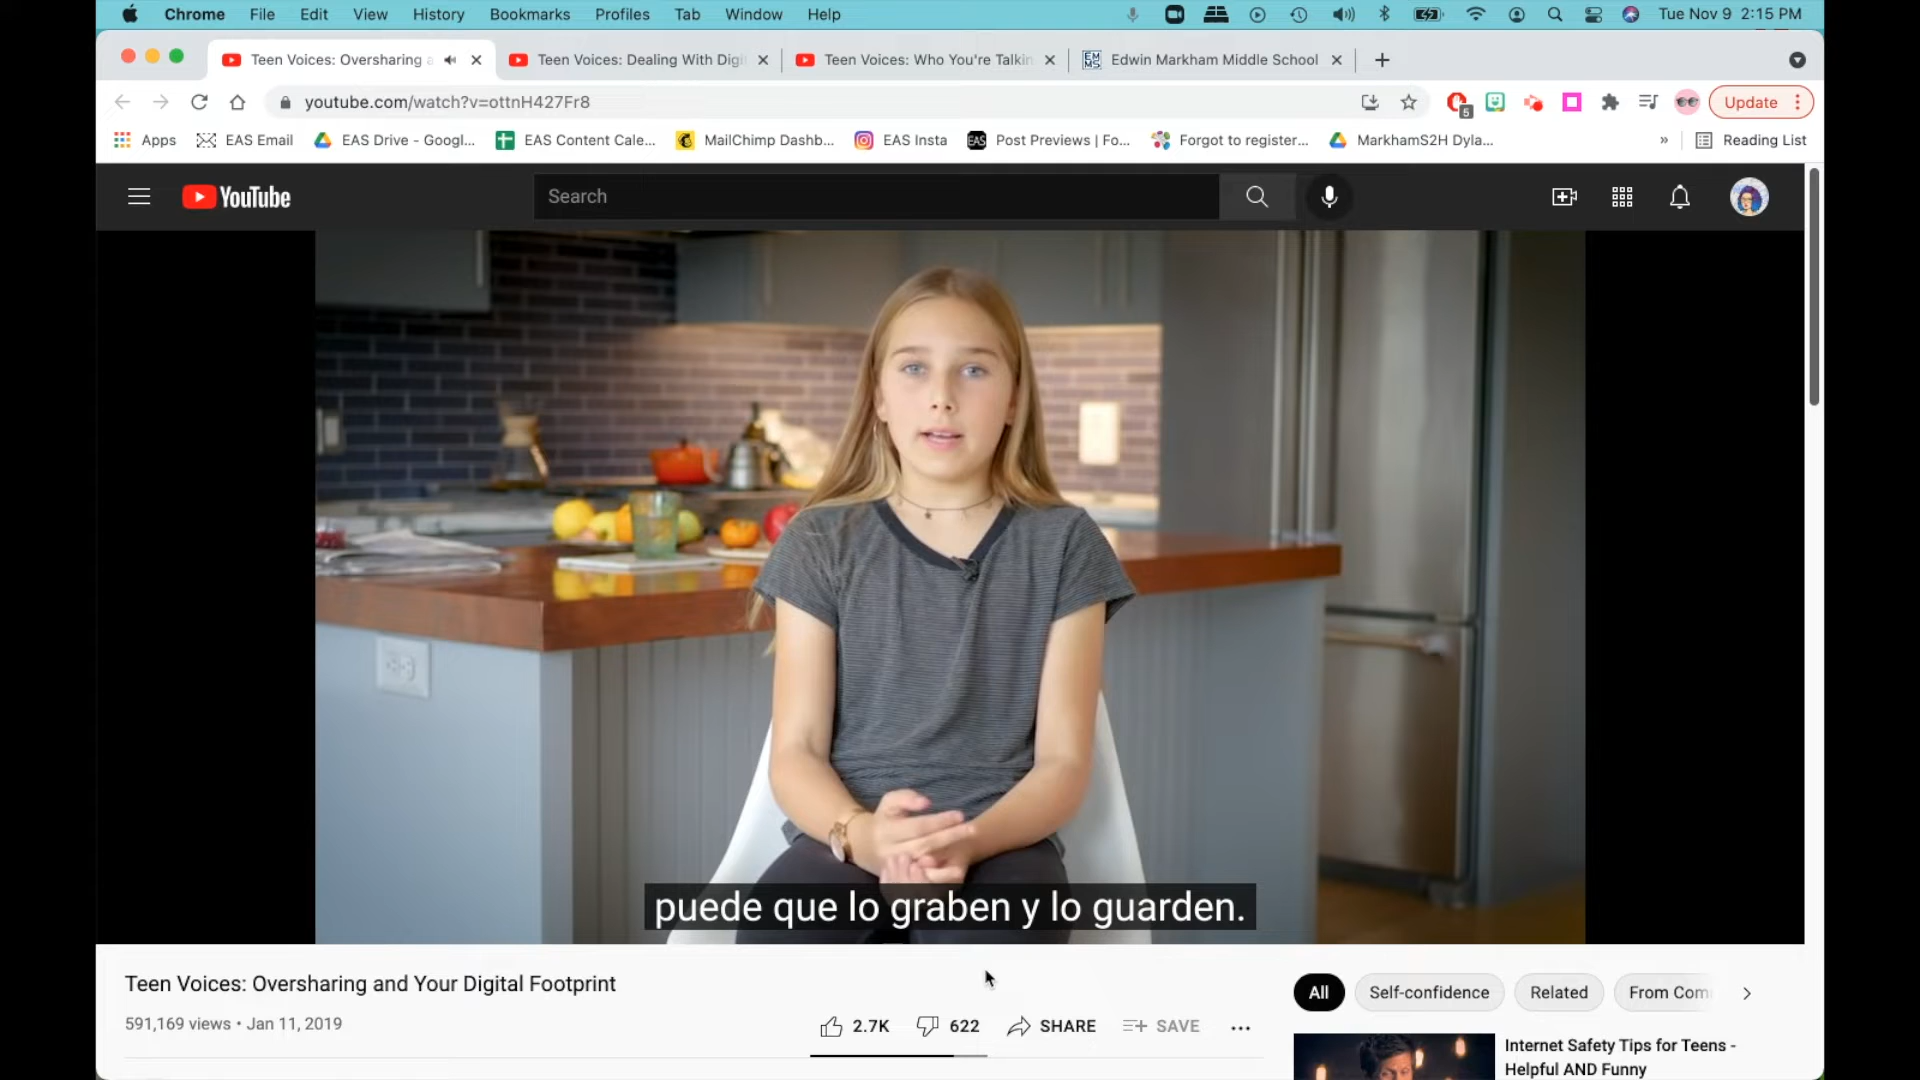 Chrome File Edit View History Bookmarks Profiles Tab Window Help Tue Nov 9 2:15 PM
Teen Voices: Oversharing a Teen Voices: Dealing With Digi Teen Voices: Who You're Talkin Edwin Markham Middle School
youtube.com/watch?v=ottnH427Fr8 5 Update
Apps EAS Email EAS Drive - Googl... EAS Content Cale... MailChimp Dashb... EAS Insta EAS Post Previews | Fo... Forgot to register... MarkhamS2H Dyla... » Reading List
YouTube Search
puede que lo graben y lo guarden.
Teen Voices: Oversharing and Your Digital Footprint
591,169 views • Jan 11, 2019
2.7K 622 SHARE SAVE
All Self-confidence Related From Com
Internet Safety Tips for Teens -
Helpful AND Funny